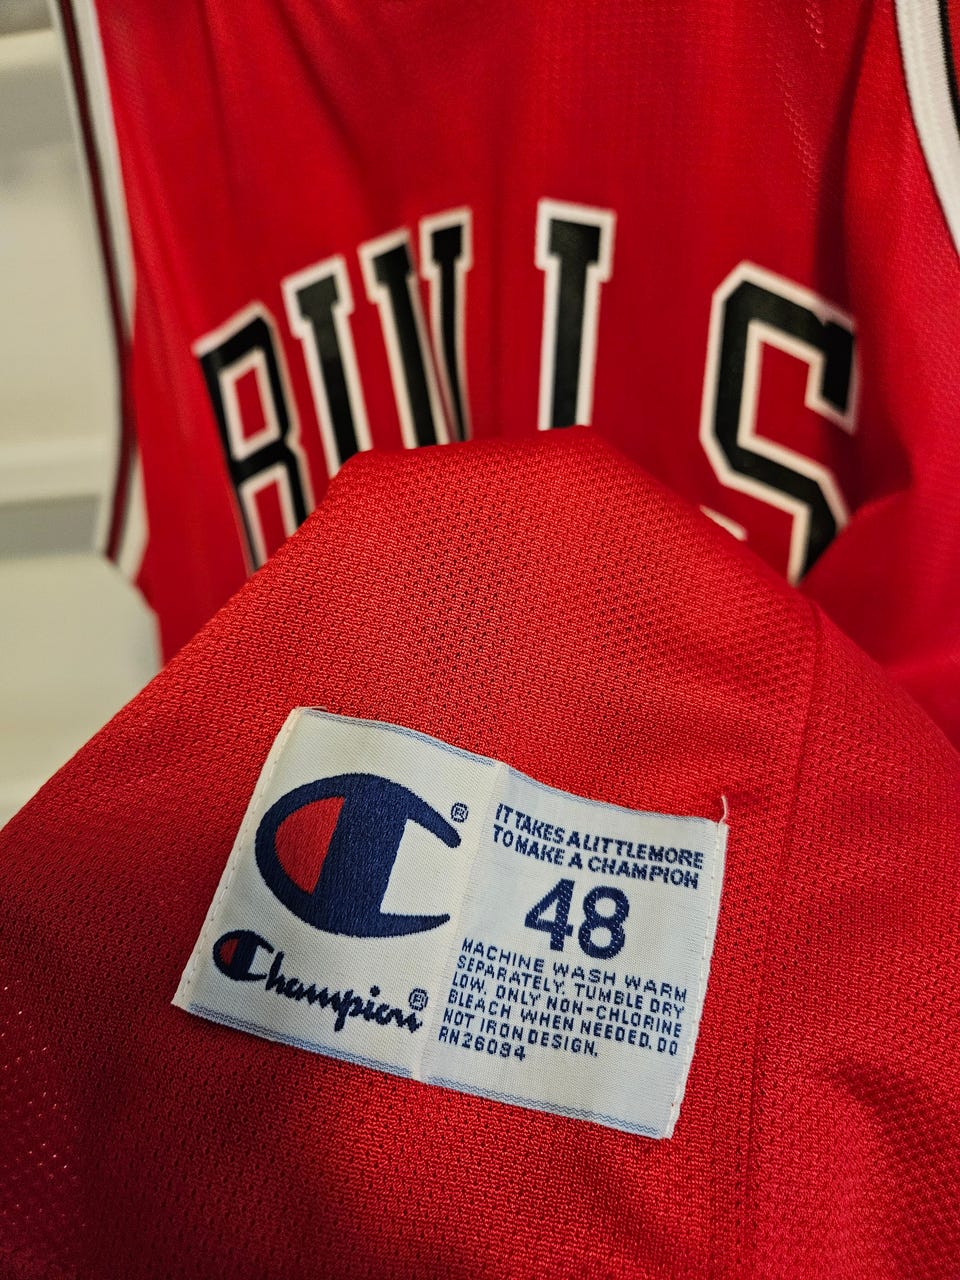 BULLS
®
Champion®
IT TAKES A LITTLE MORE
TO MAKE A CHAMPION
48
MACHINE WASH WARM
SEPARATELY. TUMBLE DRY
LOW. ONLY NON-CHLORINE
BLEACH WHEN NEEDED. DO
NOT IRON DESIGN.
RN26094